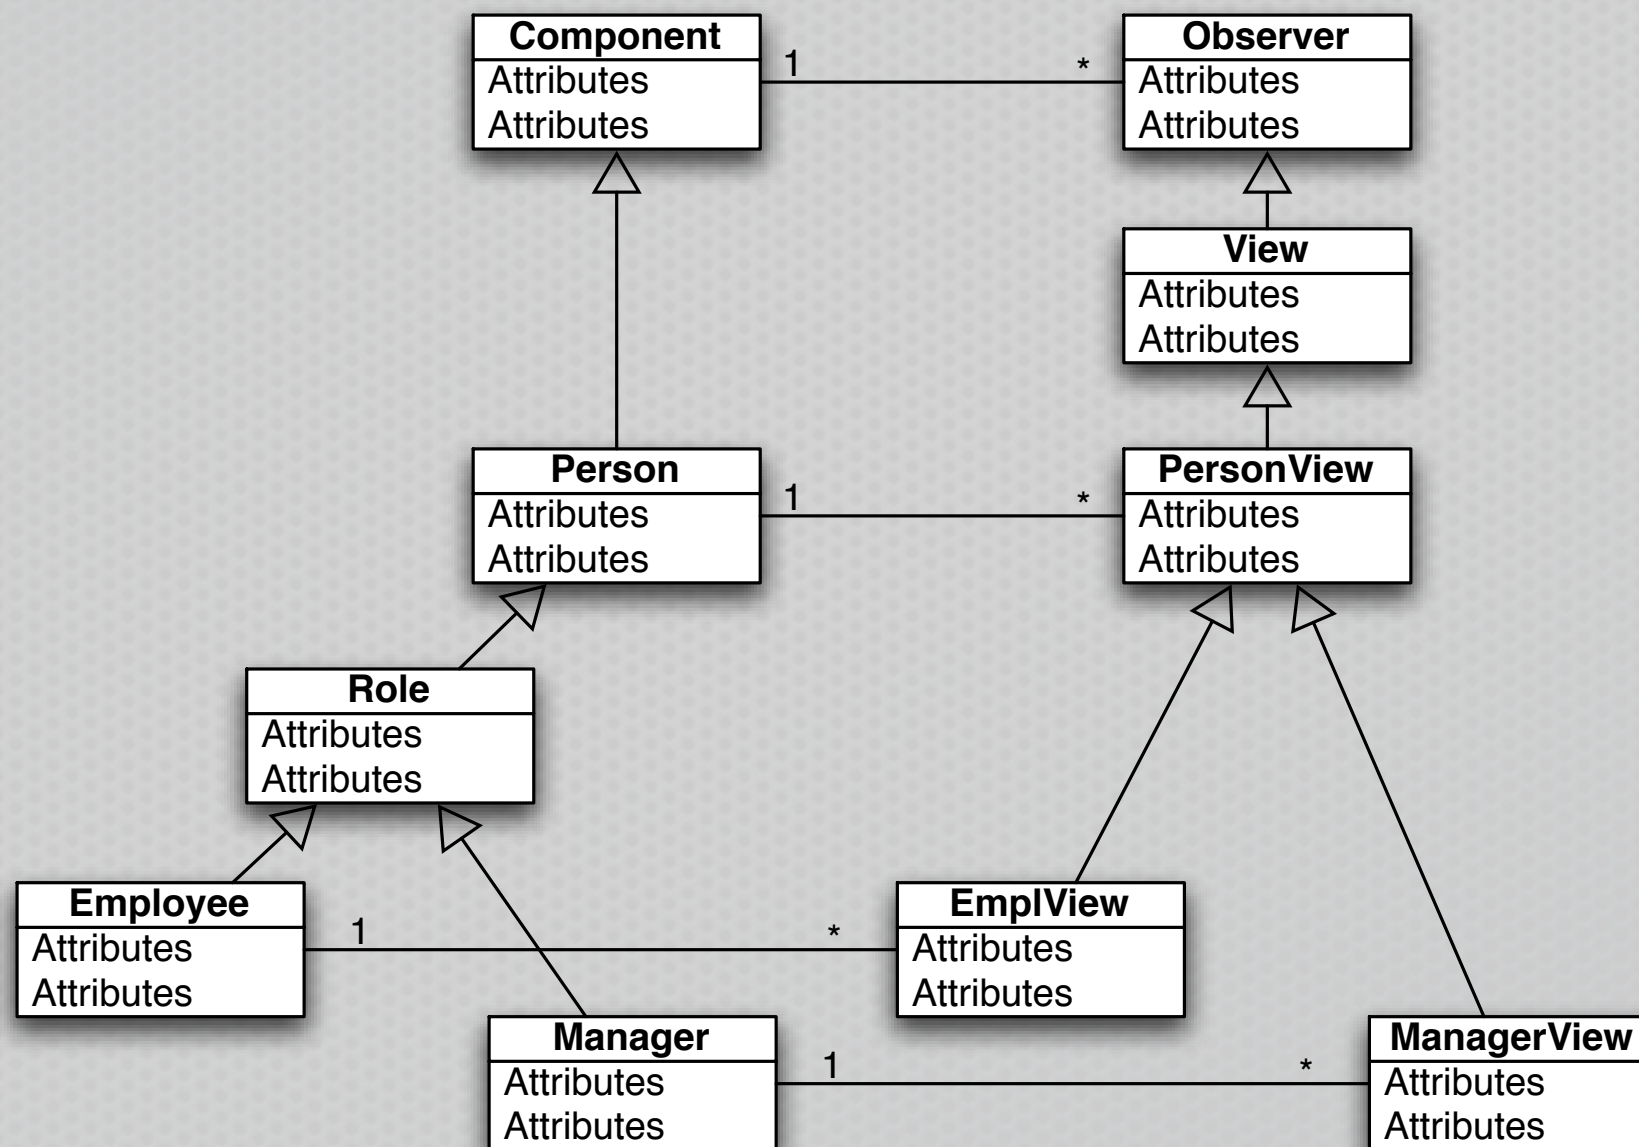 Component
Attributes
Attributes
1
*
Observer
Attributes
Attributes
View
Attributes
Attributes
Person
Attributes
Attributes
1
*
PersonView
Attributes
Attributes
Role
Attributes
Attributes
Employee
Attributes
Attributes
1
*
EmplView
Attributes
Attributes
Manager
Attributes
Attributes
1
*
ManagerView
Attributes
Attributes